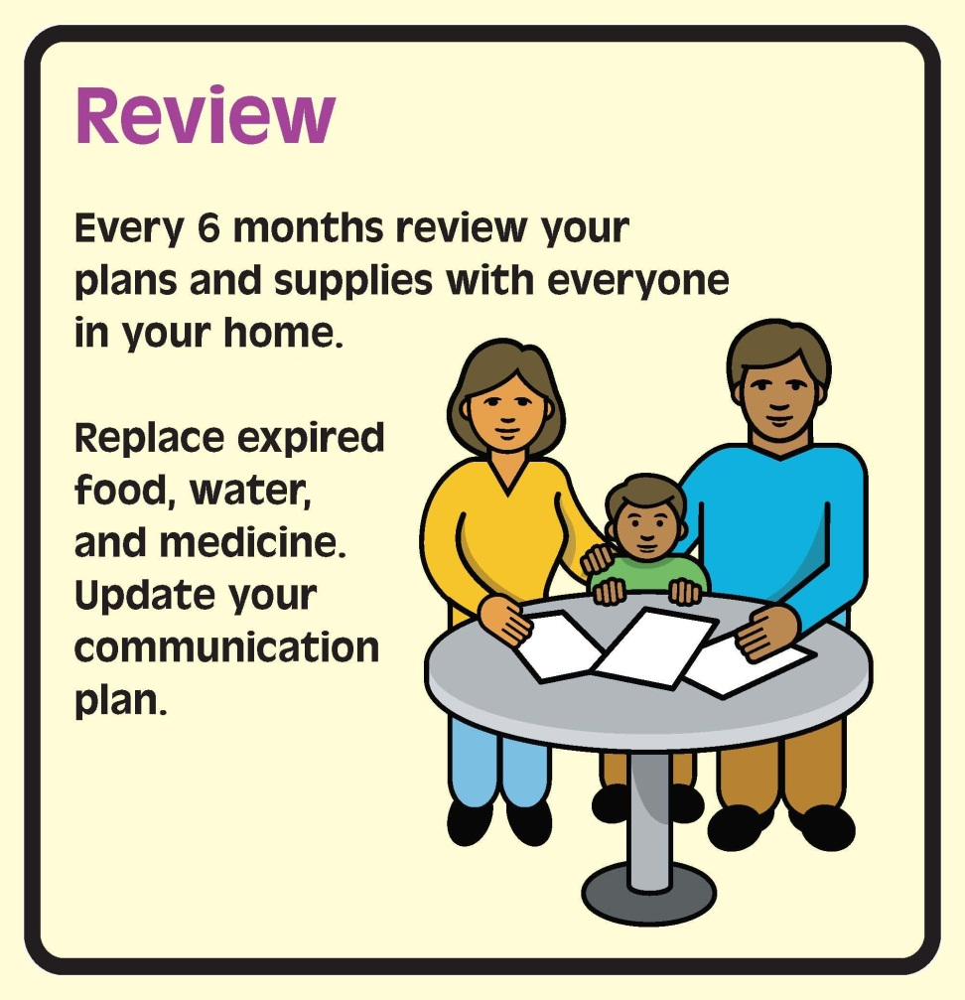 Review
Every 6 months review your
plans and supplies with everyone
in your home.
Replace expired
food, water,
and medicine.
Update your
communication
plan.